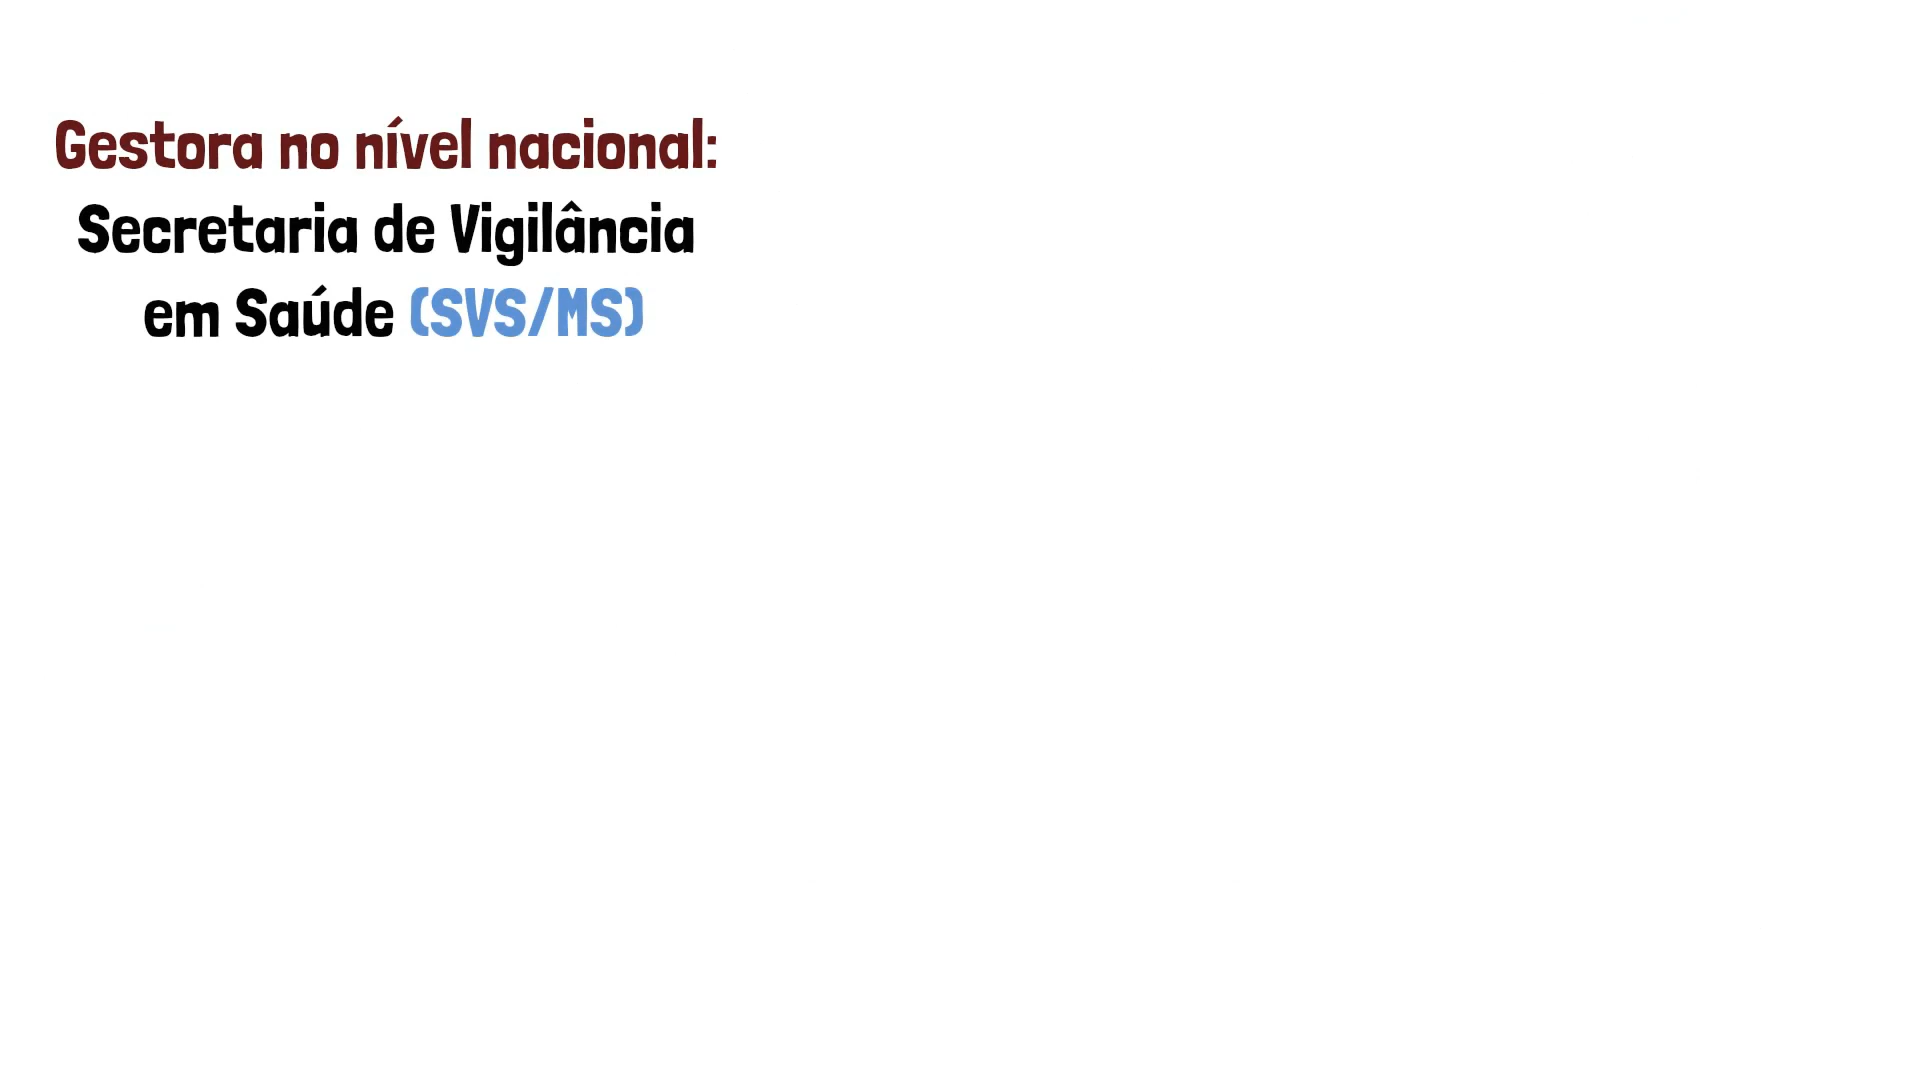 Gestora no nível nacional:
Secretaria de Vigilância
em Saúde (SVS/MS)